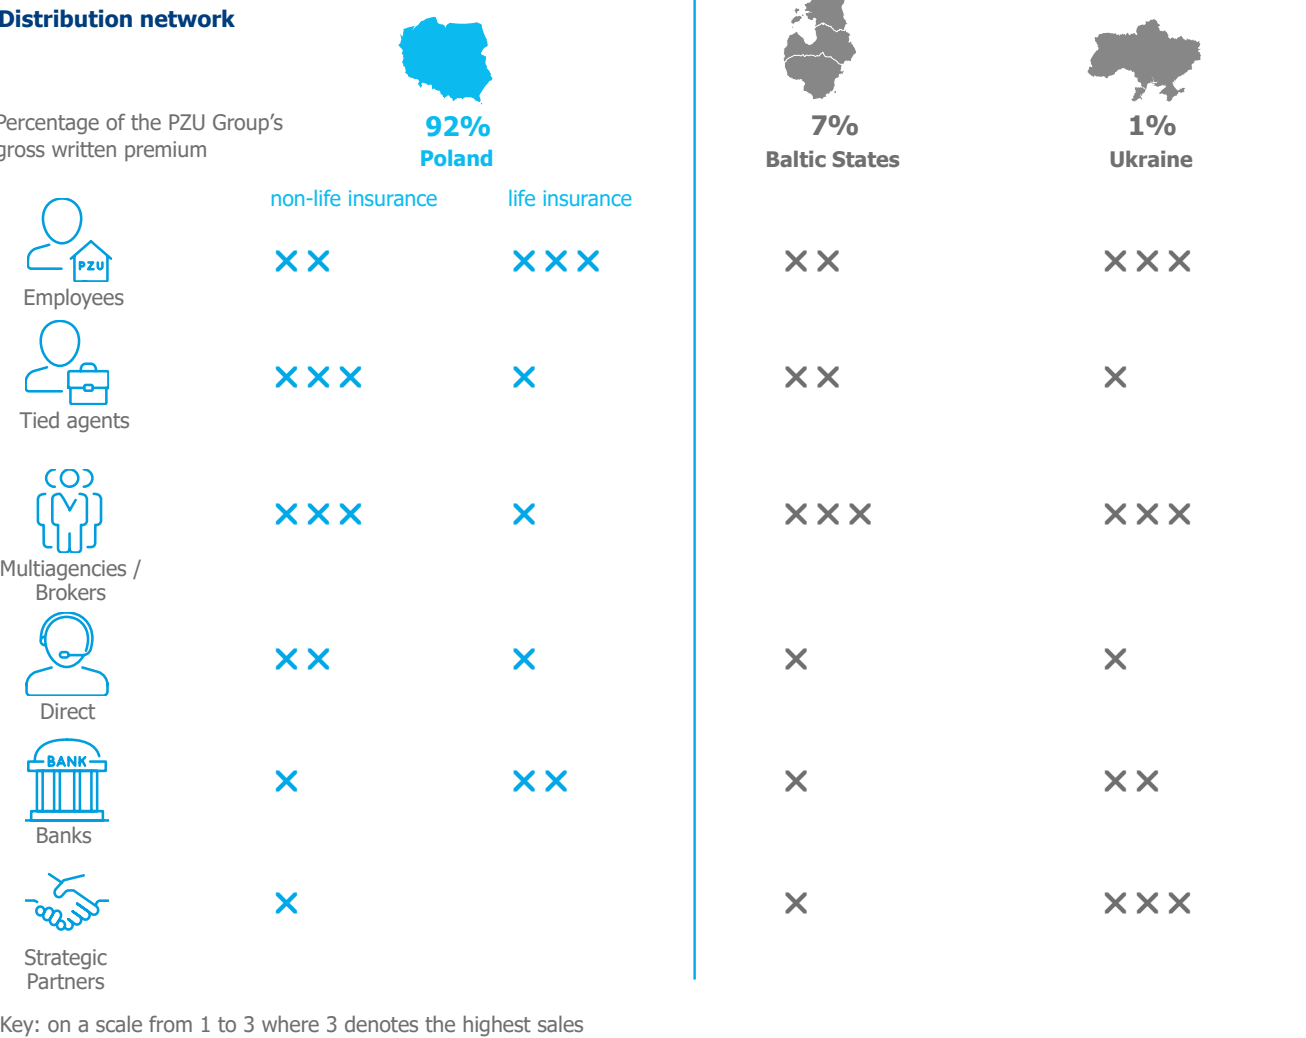 Distribution network
Percentage of the PZU Group's
gross written premium
92%
Poland
7%
Baltic States
1%
Ukraine
non-life insurance
life insurance
PZU
Employees
Tied agents
Multiagencies /
Brokers
Direct
BANK
Banks
Strategic
Partners
Key: on a scale from 1 to 3 where 3 denotes the highest sales